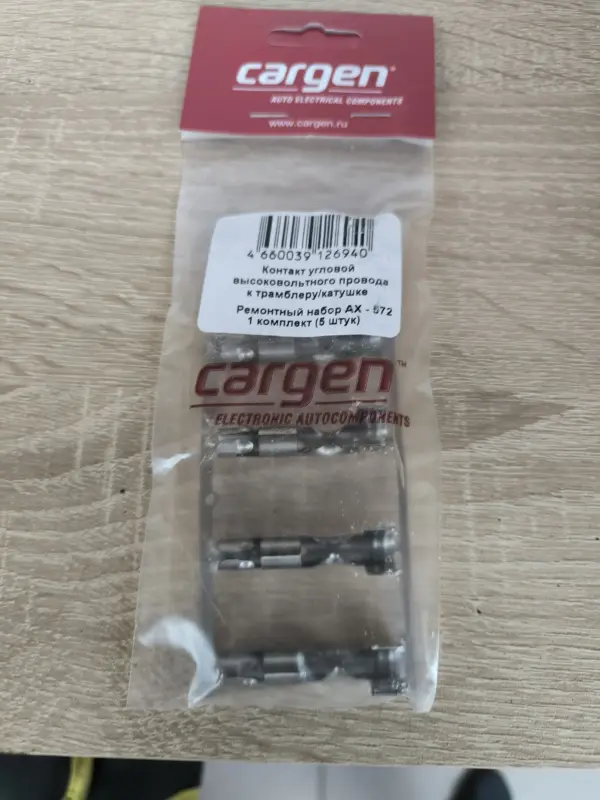 cargen®
AUTO ELECTRICAL COMPONENTS
www.cargen.ru
4 660039 126940
Контакт угловой
высоковольтного провода
к трамблеру/катушке
Ремонтный набор АХ - 572
1 комплект (5 штук)
cargen™
ELECTRONIC AUTOCOMPONENTS